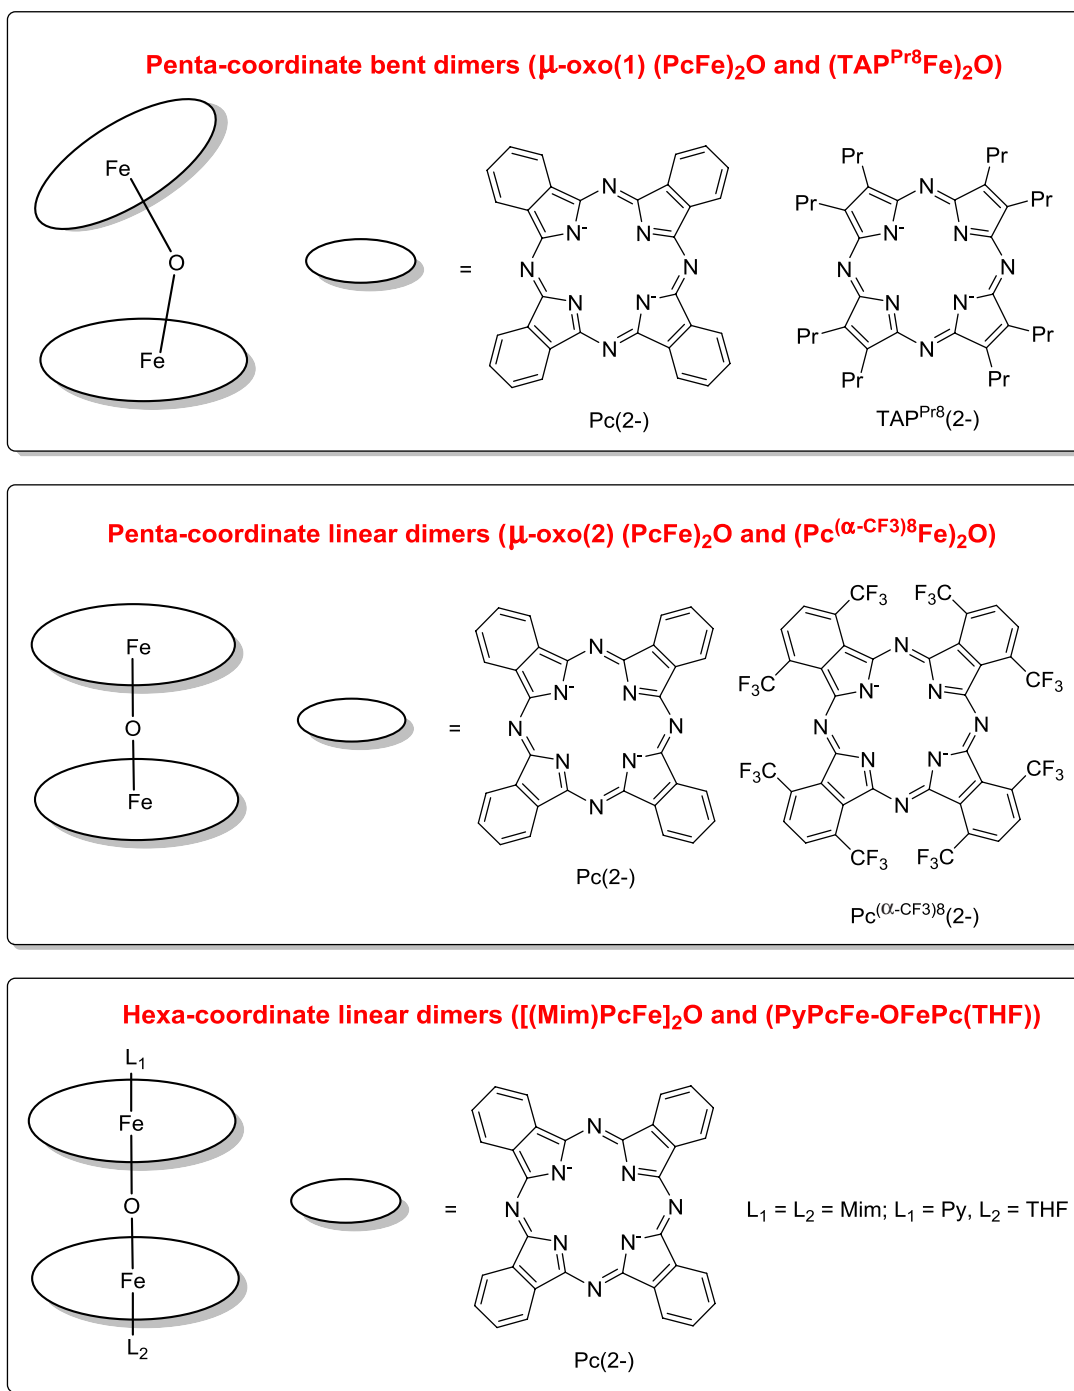 Penta-coordinate bent dimers (μ-oxo(1) (PcFe)₂O and (TAP^Pr8Fe)₂O)
Fe
O
Fe
=
N
N⁻
N
N
N
N
N⁻
N
Pc(2-)
Pr
Pr
Pr
Pr
N
N⁻
N
N
N
N
N⁻
N
Pr
Pr
Pr
Pr
TAP^Pr8(2-)
Penta-coordinate linear dimers (μ-oxo(2) (PcFe)₂O and (Pc^(α-CF3)8Fe)₂O)
Fe
O
Fe
=
N
N⁻
N
N
N
N
N⁻
N
Pc(2-)
CF₃
F₃C
F₃C
CF₃
N
N⁻
N
N
N
N
N⁻
N
F₃C
CF₃
CF₃
F₃C
Pc^(α-CF3)8(2-)
Hexa-coordinate linear dimers ([(Mim)PcFe]₂O and (PyPcFe-OFePc(THF))
L₁
Fe
O
Fe
L₂
=
N
N⁻
N
N
N
N
N⁻
N
Pc(2-)
L₁ = L₂ = Mim; L₁ = Py, L₂ = THF